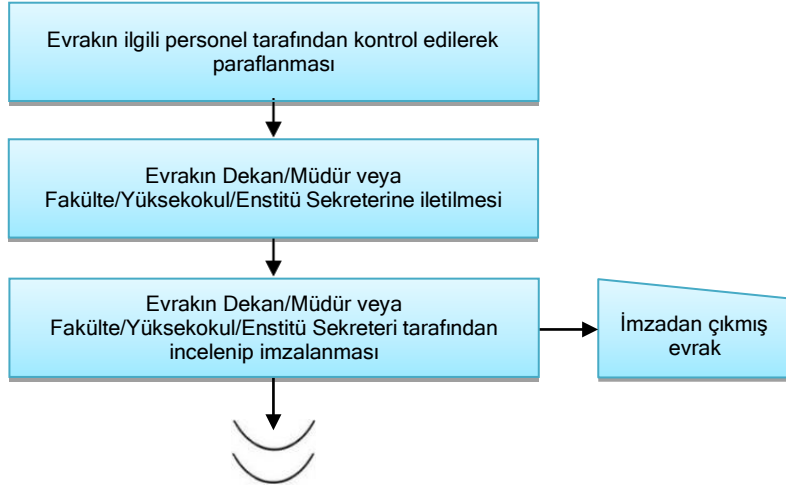 Evrakın ilgili personel tarafından kontrol edilerek
paraflanması
Evrakın Dekan/Müdür veya
Fakülte/Yüksekokul/Enstitü Sekreterine iletilmesi
Evrakın Dekan/Müdür veya
Fakülte/Yüksekokul/Enstitü Sekreteri tarafından
incelenip imzalanması
İmzadan çıkmış
evrak